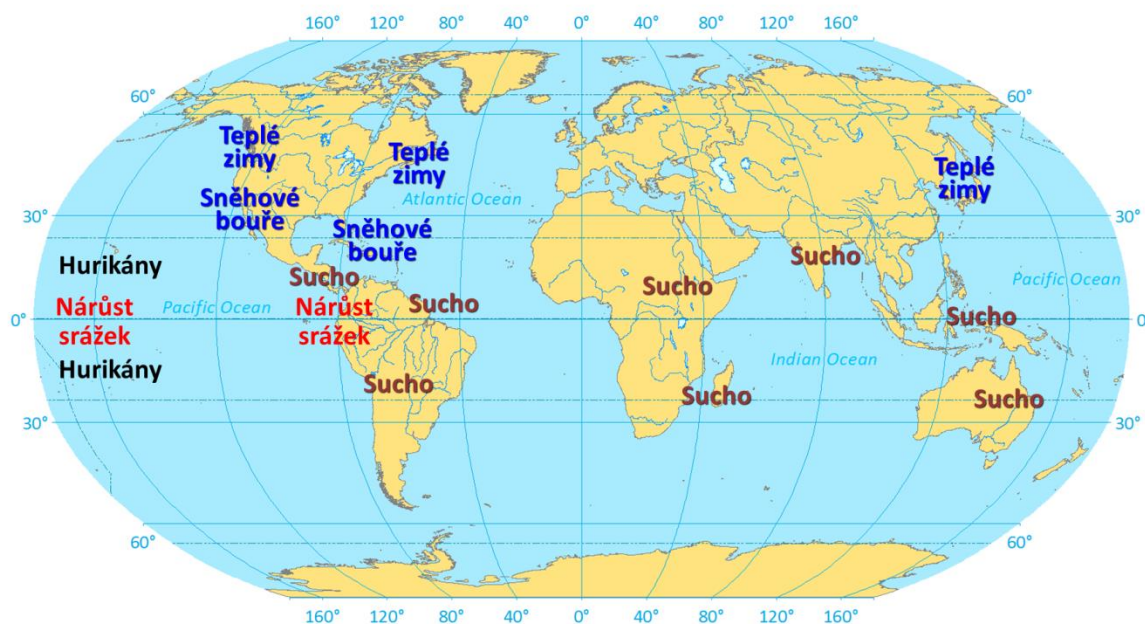 160° 120° 80° 40° 0° 40° 80° 120° 160°
60° 60°
Teplé
zimy
Teplé
zimy
Teplé
zimy
Sněhové
bouře
Atlantic Ocean
30° 30°
Sněhové
bouře
Hurikány
Sucho
Sucho
Sucho
Pacific Ocean
Nárůst
srážek
Pacific Ocean
Nárůst
srážek
Sucho
Sucho
0° 0°
Hurikány
Indian Ocean
Sucho
Sucho
Sucho
30° 30°
60° 60°
160° 120° 80° 40° 0° 40° 80° 120° 160°